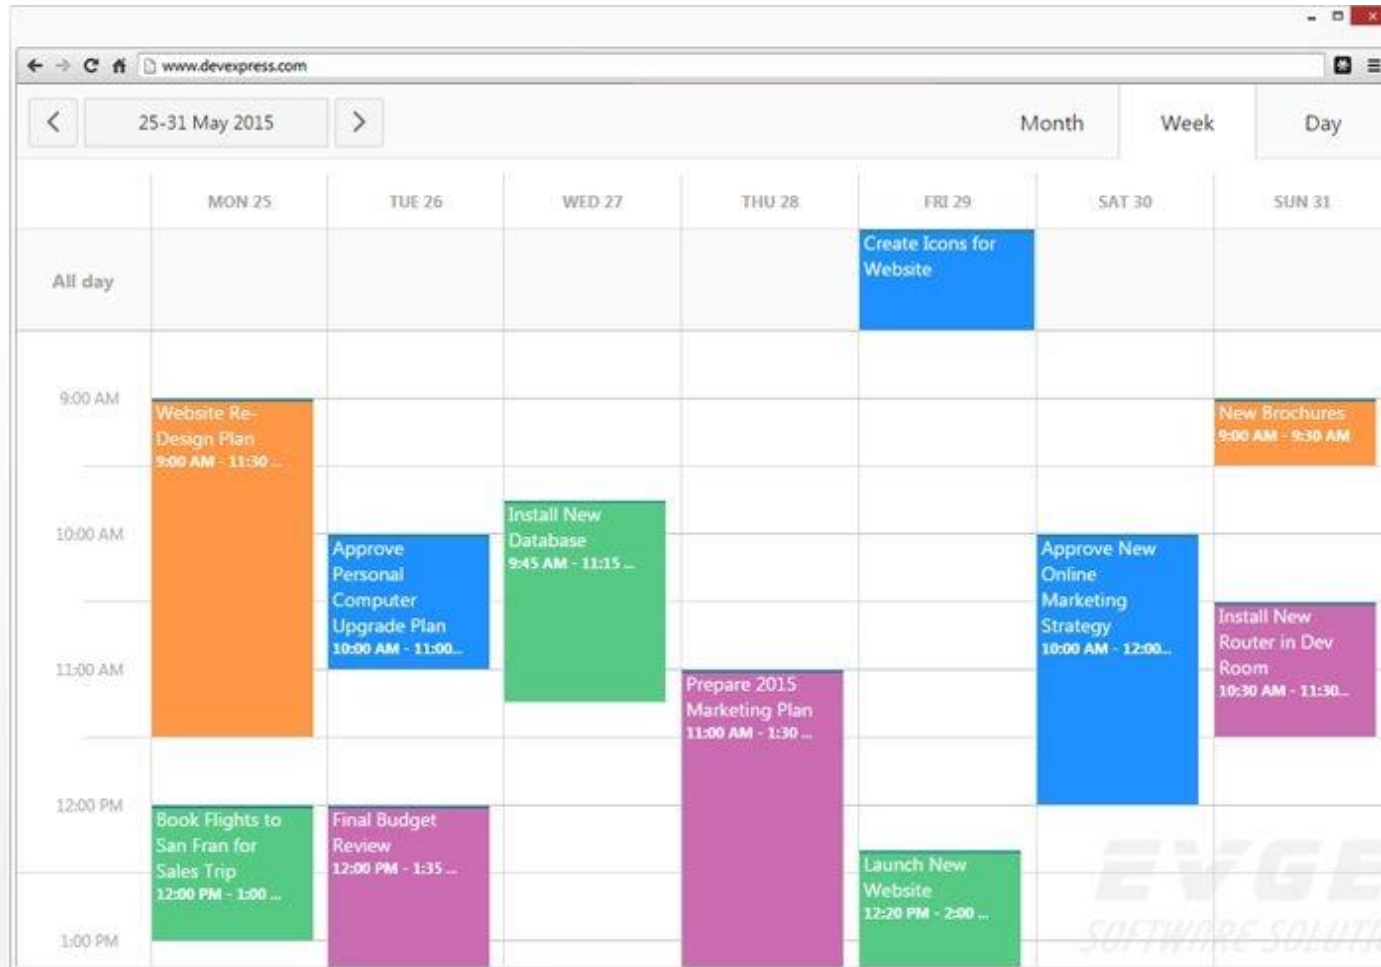 www.devexpress.com
25-31 May 2015
Month
Week
Day
MON 25
TUE 26
WED 27
THU 28
FRI 29
SAT 30
SUN 31
All day
Create Icons for
Website
9:00 AM
Website Re-
Design Plan
9:00 AM - 11:30 ...
New Brochures
9:00 AM - 9:30 AM
10:00 AM
Install New
Database
9:45 AM - 11:15 ...
Approve
Personal
Computer
Upgrade Plan
10:00 AM - 11:00...
Approve New
Online
Marketing
Strategy
10:00 AM - 12:00...
Install New
Router in Dev
Room
10:30 AM - 11:30...
11:00 AM
Prepare 2015
Marketing Plan
11:00 AM - 1:30 ...
12:00 PM
Book Flights to
San Fran for
Sales Trip
12:00 PM - 1:00 ...
Final Budget
Review
12:00 PM - 1:35 ...
Launch New
Website
12:20 PM - 2:00 ...
1:00 PM
EVGE
SOFTWARE SOLUTI